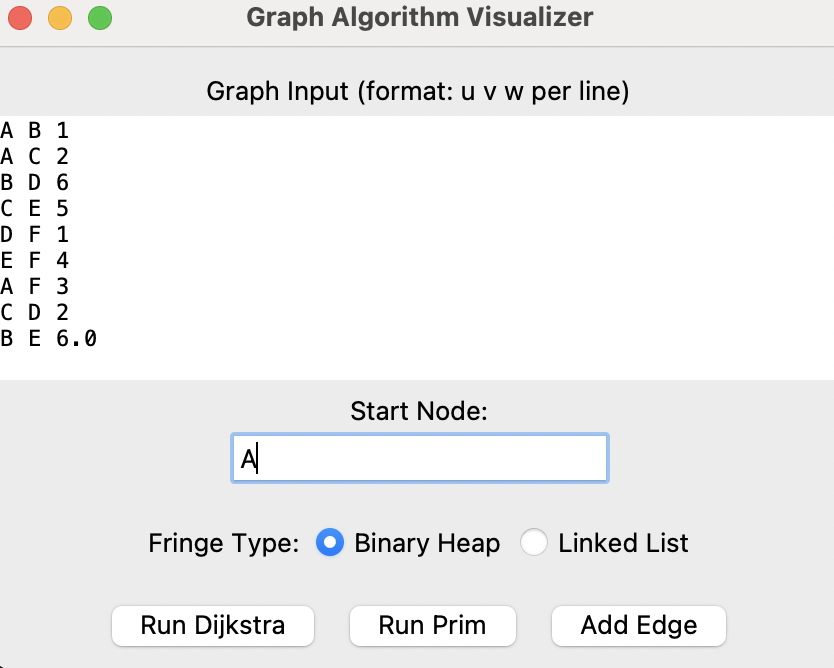 Graph Algorithm Visualizer
Graph Input (format: u v w per line)
A B 1
A C 2
B D 6
C E 5
D F 1
E F 4
A F 3
C D 2
B E 6.0
Start Node:
A
Fringe Type: Binary Heap Linked List
Run Dijkstra Run Prim Add Edge